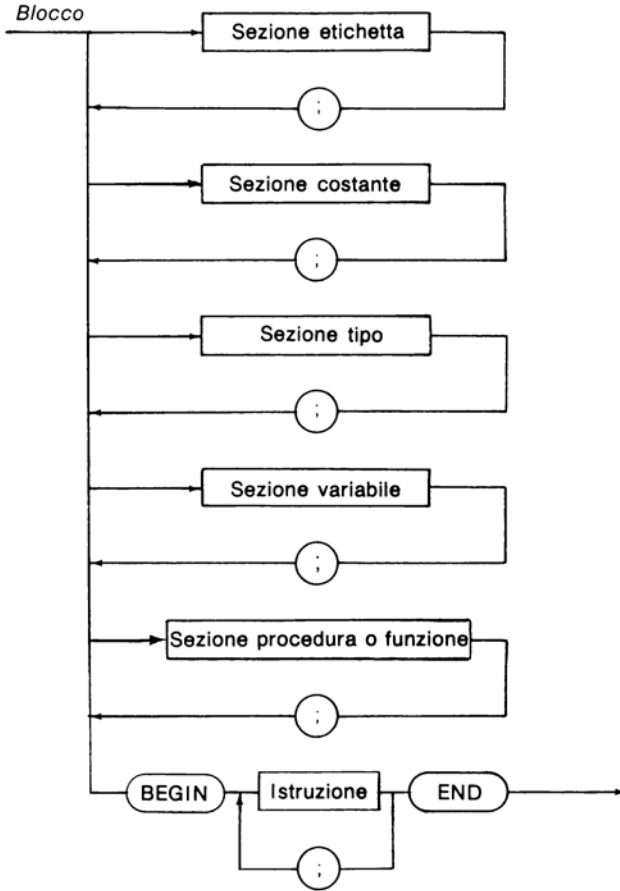 Blocco
Sezione etichetta
;
Sezione costante
;
Sezione tipo
;
Sezione variabile
;
Sezione procedura o funzione
;
BEGIN Istruzione END
;